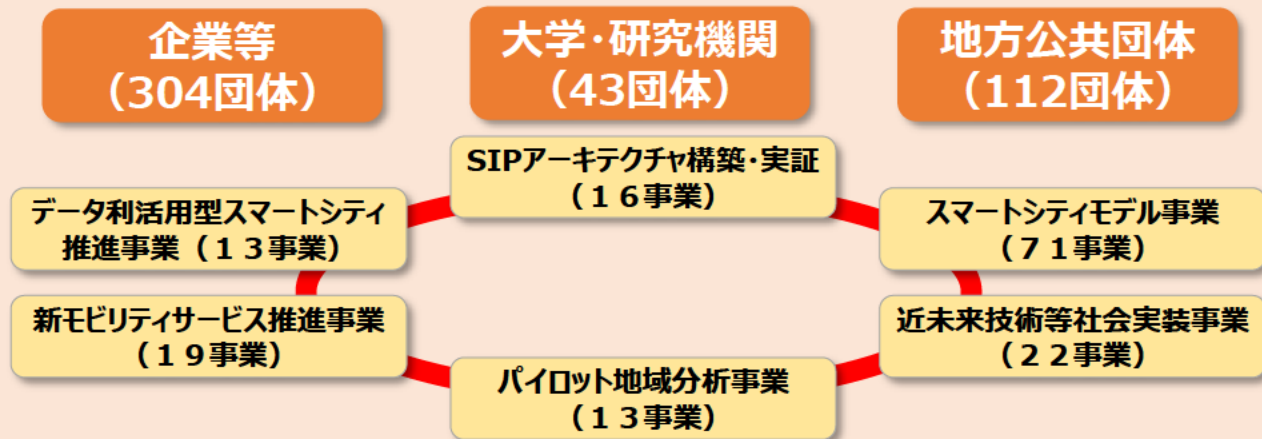 企業等
（304団体）
大学・研究機関
（43団体）
地方公共団体
（112団体）
SIPアーキテクチャ構築・実証
（１６事業）
データ利活用型スマートシティ
推進事業（１３事業）
スマートシティモデル事業
（７１事業）
新モビリティサービス推進事業
（１９事業）
近未来技術等社会実装事業
（２２事業）
パイロット地域分析事業
（１３事業）